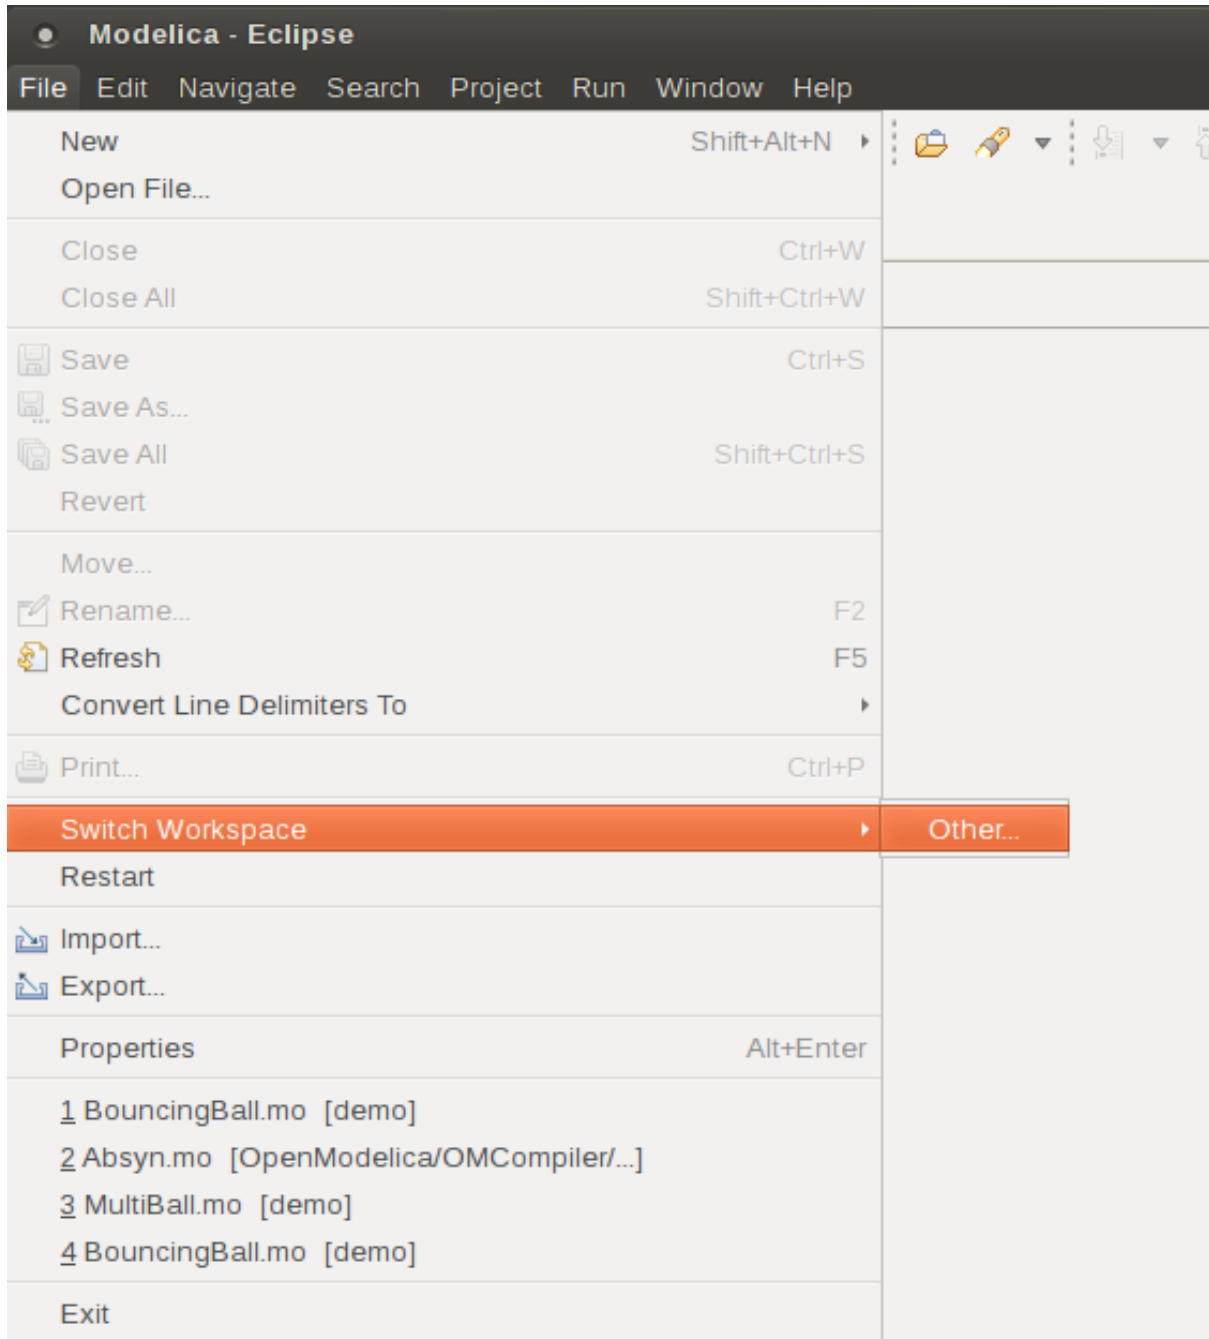 Modelica - Eclipse
File Edit Navigate Search Project Run Window Help
New Shift+Alt+N
Open File...
Close Ctrl+W
Close All Shift+Ctrl+W
Save Ctrl+S
Save As...
Save All Shift+Ctrl+S
Revert
Move...
Rename... F2
Refresh F5
Convert Line Delimiters To
Print... Ctrl+P
Switch Workspace Other...
Restart
Import...
Export...
Properties Alt+Enter
1 BouncingBall.mo [demo]
2 Absyn.mo [OpenModelica/OMCompiler/...]
3 MultiBall.mo [demo]
4 BouncingBall.mo [demo]
Exit